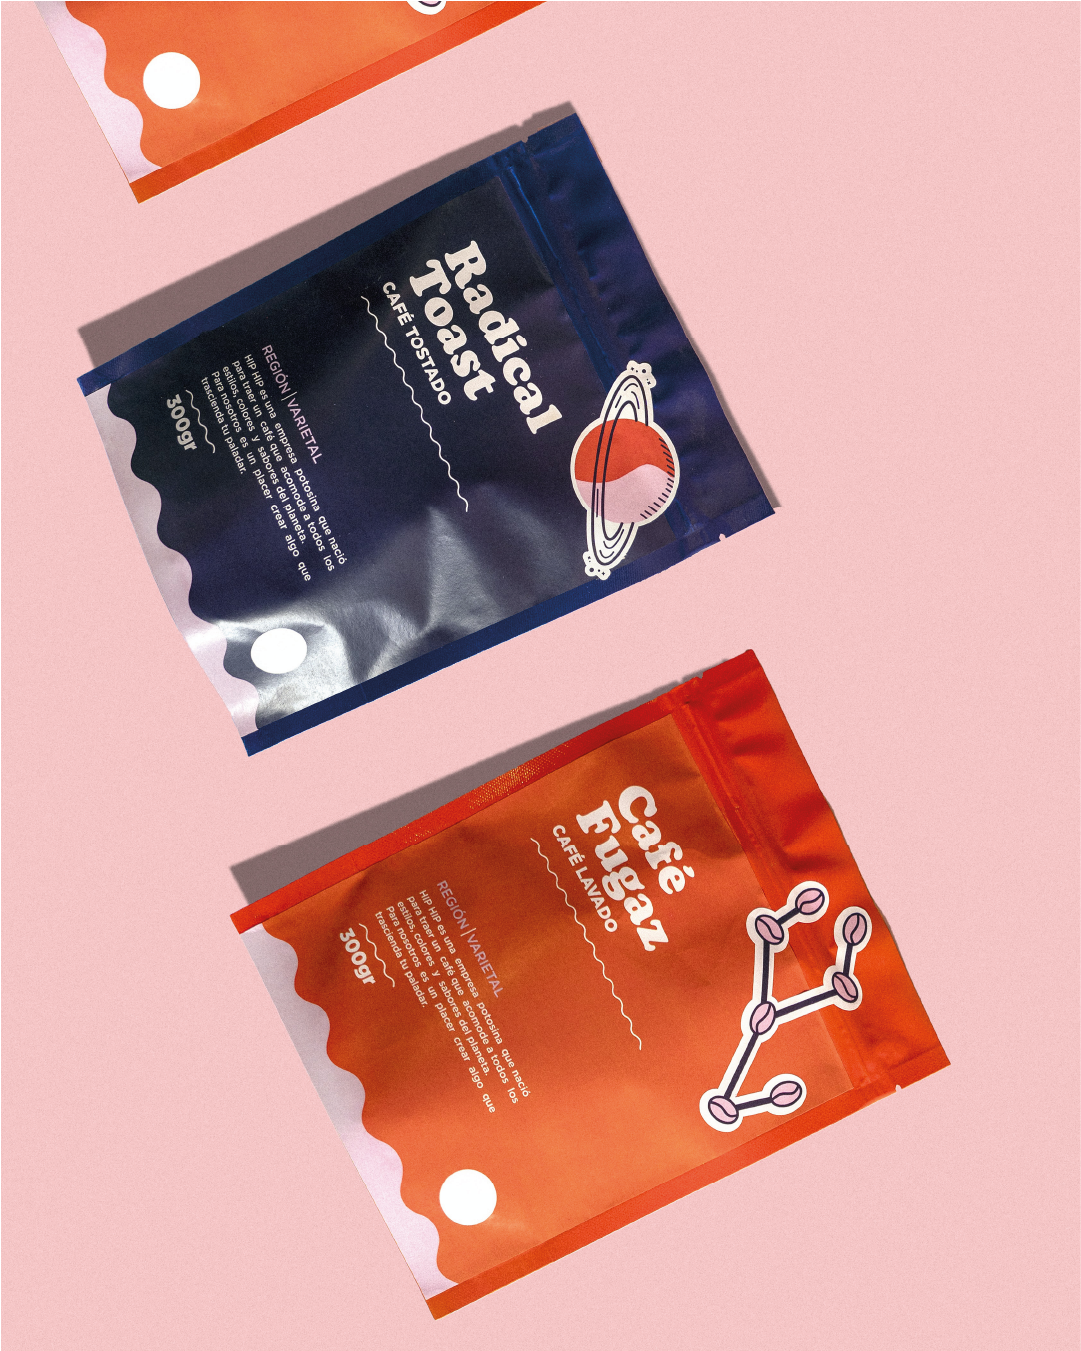 Radical
Toast
CAFÉ TOSTADO
REGIÓN|VARIETAL
HIP HIP es una empresa potosina que nació
para traer un café que acomode a todos los
estilos, colores y sabores del planeta.
Para nosotros es un placer crear algo que
trascienda tu paladar.
300gr
Café
Fugaz
CAFÉ LAVADO
REGIÓN|VARIETAL
HIP HIP es una empresa potosina que nació
para traer un café que acomode a todos los
estilos, colores y sabores del planeta.
Para nosotros es un placer crear algo que
trascienda tu paladar.
300gr